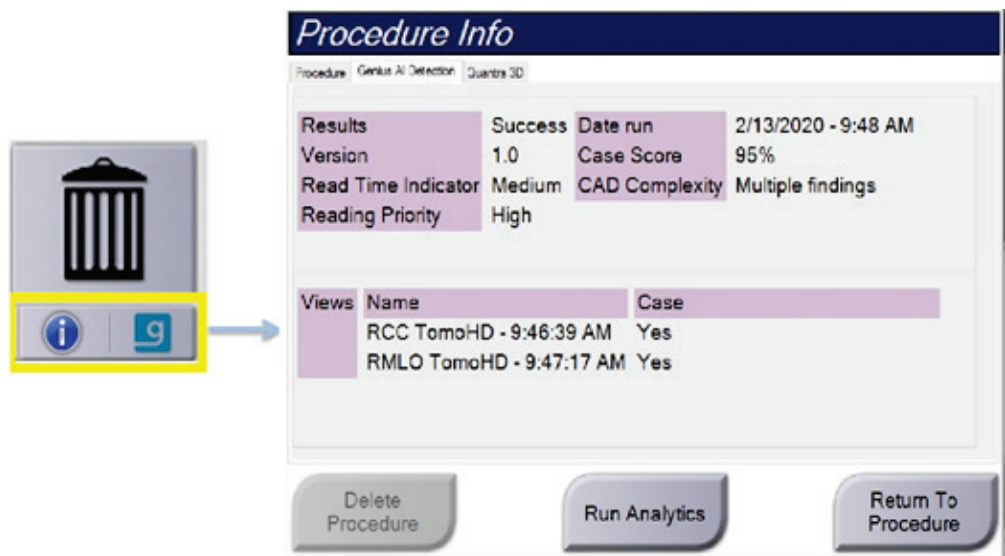 Procedure Info
Procedure Genius AI Detection Quantra 3D
Results Success Date run 2/13/2020 - 9:48 AM
Version 1.0 Case Score 95%
Read Time Indicator Medium CAD Complexity Multiple findings
Reading Priority High
i g
Views Name Case
RCC TomoHD - 9:46:39 AM Yes
RMLO TomoHD - 9:47:17 AM Yes
Delete Procedure
Run Analytics
Return To Procedure